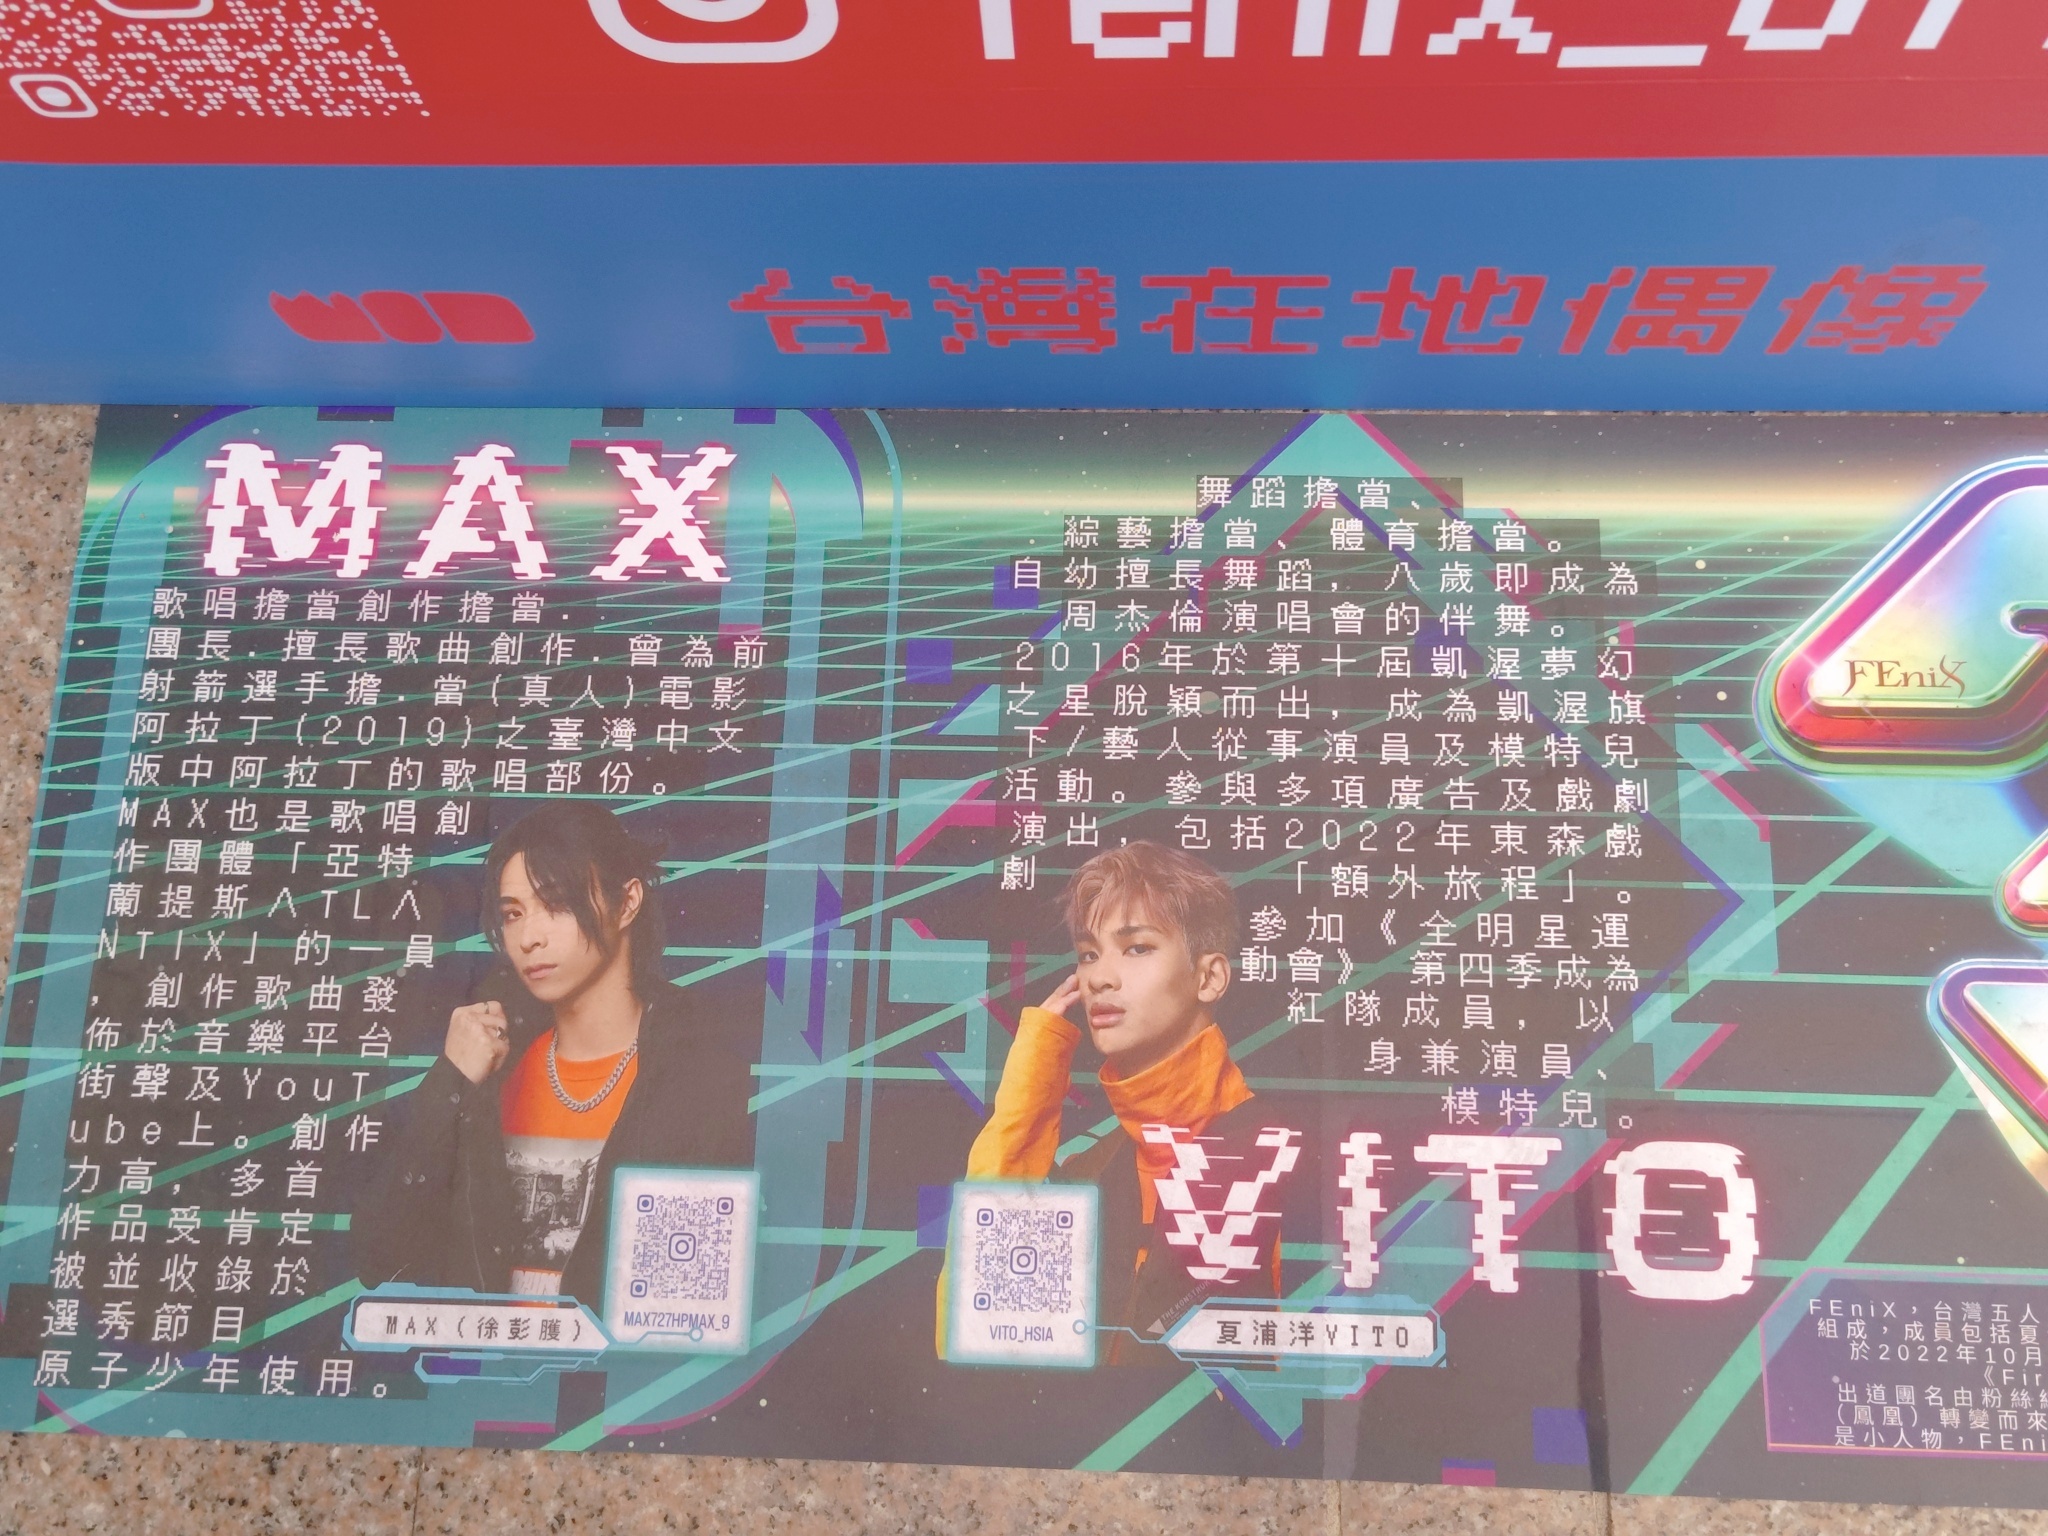 fenix_
台灣在地偶像
MAX
歌唱擔當創作擔當.
團長.擅長歌曲創作.曾為前
射箭選手擔.當(真人)電影
阿拉丁(2019)之臺灣中文
版中阿拉丁的歌唱部份。
MAX也是歌唱創
作團體「亞特
蘭提斯ΛTLΛ
NTIX」的一員
，創作歌曲發
佈於音樂平台
街聲及YouT
ube上。創作
力高，多首
作品受肯定
被並收錄於
選秀節目
原子少年使用。
MAX(徐彭膺)
MAX727HPMAX_9
舞蹈擔當、
綜藝擔當、體育擔當。
自幼擅長舞蹈，八歲即成為
周杰倫演唱會的伴舞。
2016年於第十屆凱渥夢幻
之星脫穎而出，成為凱渥旗
下/藝人從事演員及模特兒
活動。參與多項廣告及戲劇
演出，包括2022年東森戲
劇「額外旅程」。
參加《全明星運
動會》第四季成為
紅隊成員，以
身兼演員、
模特兒。
VITO
VITO_HSIA
夏浦洋VITO
FEniX
FEniX，台灣五人
組成，成員包括夏
於2022年10月
《Fir
出道團名由粉絲
(鳳凰)轉變而來
是小人物，FEni